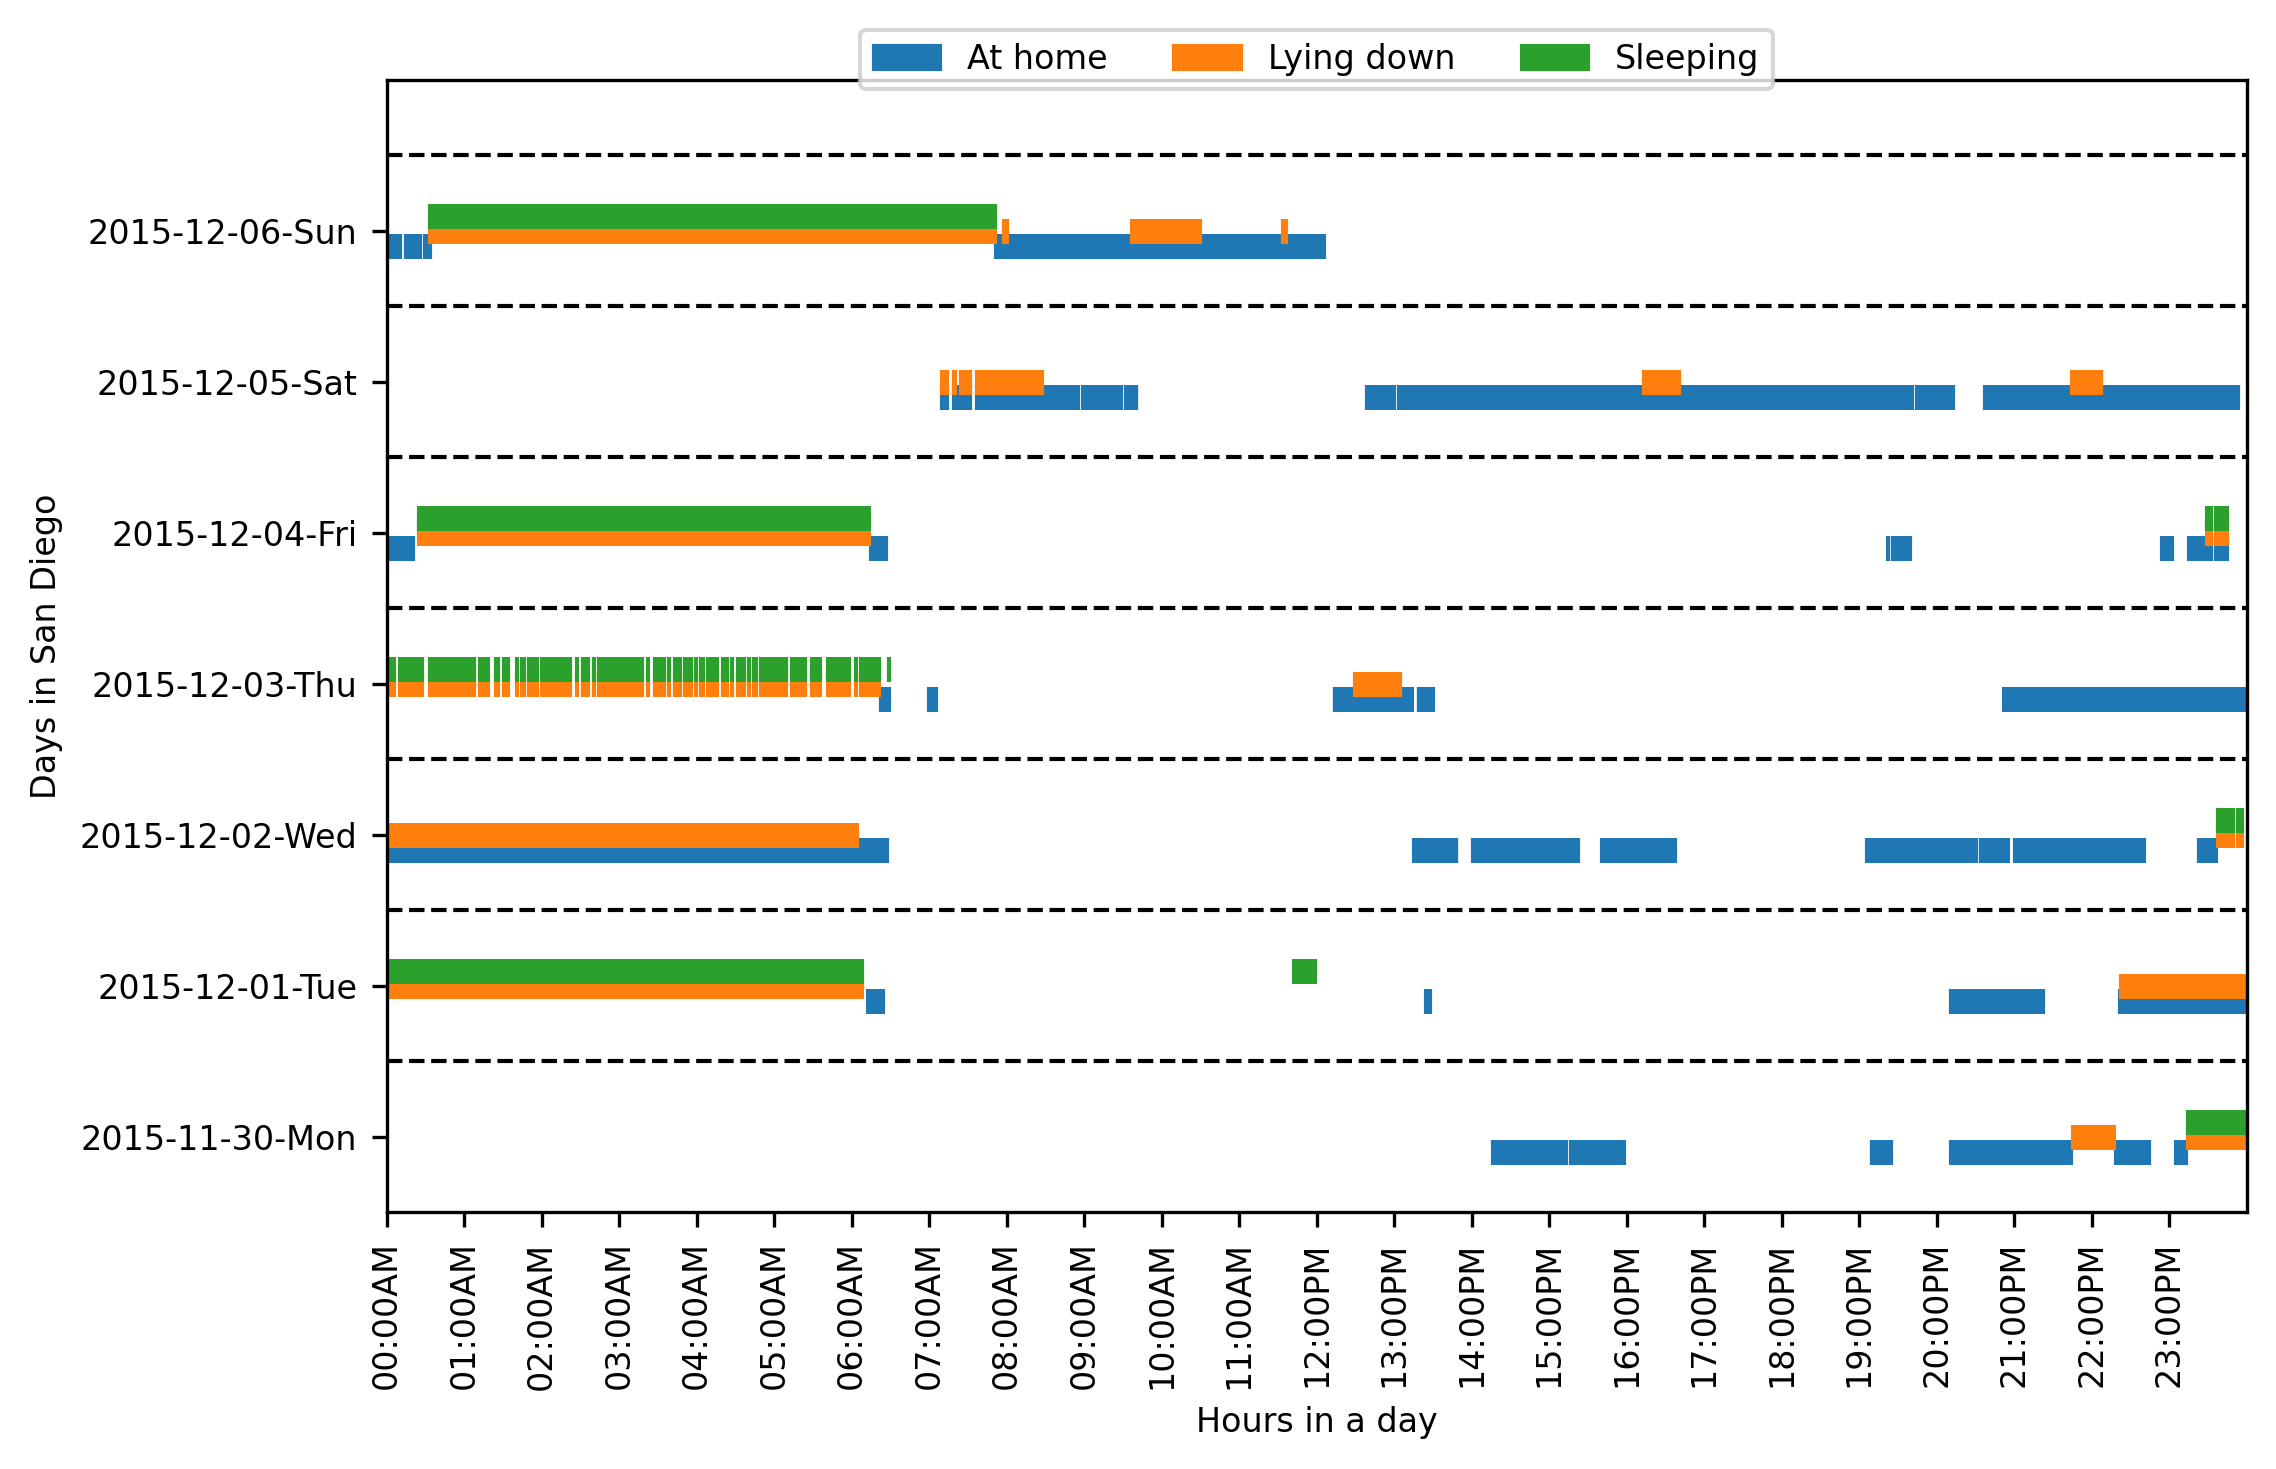 At home Lying down Sleeping
2015-12-06-Sun
2015-12-05-Sat
2015-12-04-Fri
2015-12-03-Thu
2015-12-02-Wed
2015-12-01-Tue
2015-11-30-Mon
Days in San Diego
00:00AM
01:00AM
02:00AM
03:00AM
04:00AM
05:00AM
06:00AM
07:00AM
08:00AM
09:00AM
10:00AM
11:00AM
12:00PM
13:00PM
14:00PM
15:00PM
16:00PM
17:00PM
18:00PM
19:00PM
20:00PM
21:00PM
22:00PM
23:00PM
Hours in a day